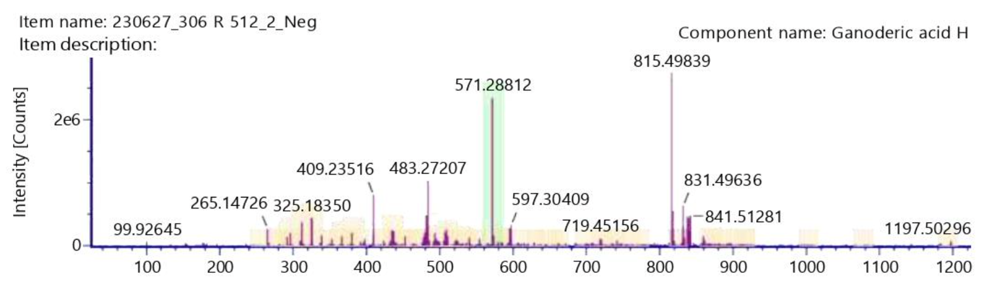 Item name: 230627_306 R 512_2_Neg
Component name: Ganoderic acid H
Item description:
815.49839
571.28812
Intensity [Counts]
2e6
409.23516
483.27207
831.49636
597.30409
265.14726
325.18350
841.51281
99.92645
719.45156
1197.50296
0
100 200 300 400 500 600 700 800 900 1000 1100 1200